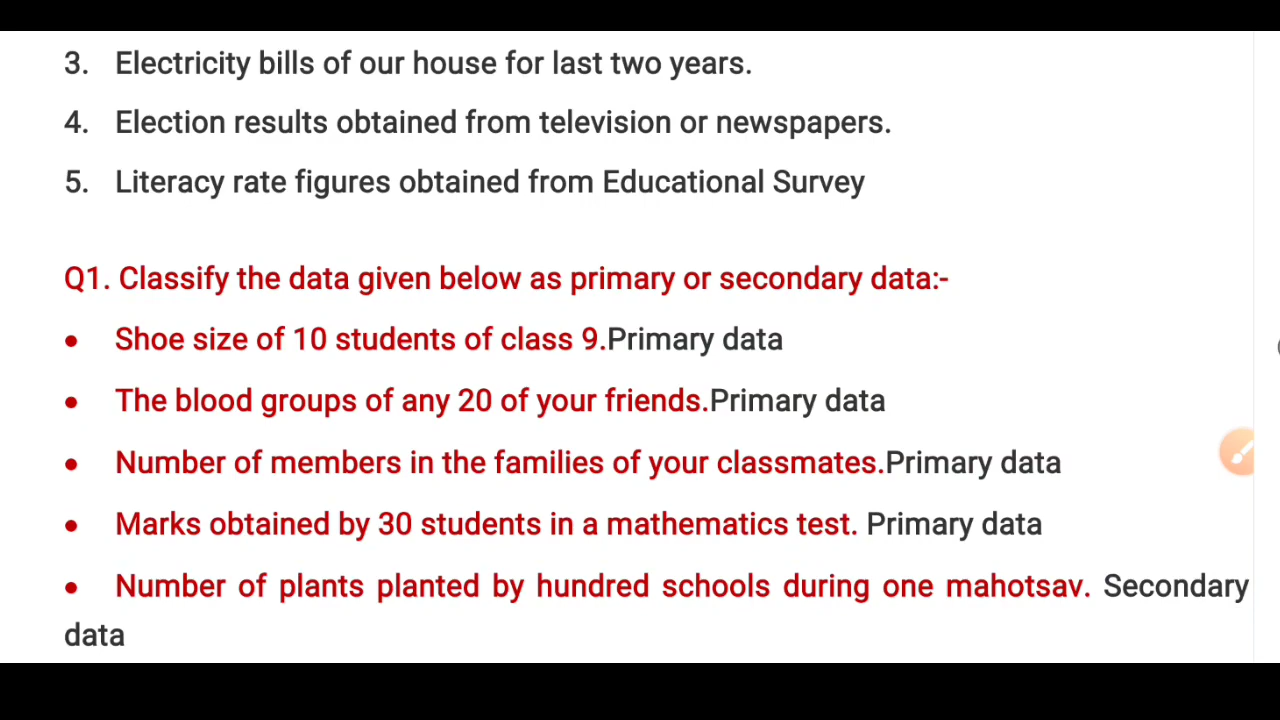 3. Electricity bills of our house for last two years.
4. Election results obtained from television or newspapers.
5. Literacy rate figures obtained from Educational Survey
Q1. Classify the data given below as primary or secondary data:-
• Shoe size of 10 students of class 9.Primary data
• The blood groups of any 20 of your friends.Primary data
• Number of members in the families of your classmates.Primary data
• Marks obtained by 30 students in a mathematics test. Primary data
• Number of plants planted by hundred schools during one mahotsav. Secondary
data